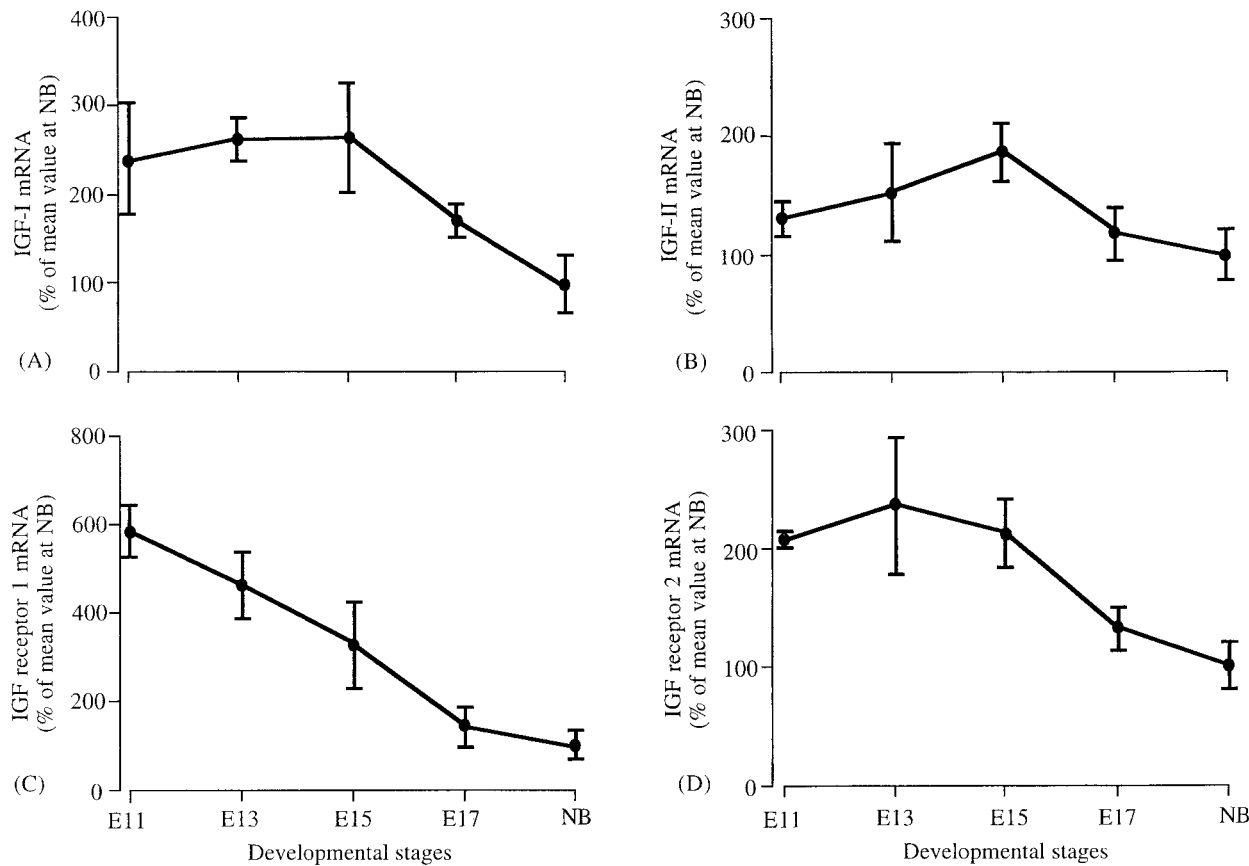 400
300
200
100
0
IGF-I mRNA
(% of mean value at NB)
(A)
300
200
100
0
IGF-II mRNA
(% of mean value at NB)
(B)
800
600
400
200
0
IGF receptor 1 mRNA
(% of mean value at NB)
(C)
E11 E13 E15 E17 NB
Developmental stages
300
200
100
0
IGF receptor 2 mRNA
(% of mean value at NB)
(D)
E11 E13 E15 E17 NB
Developmental stages